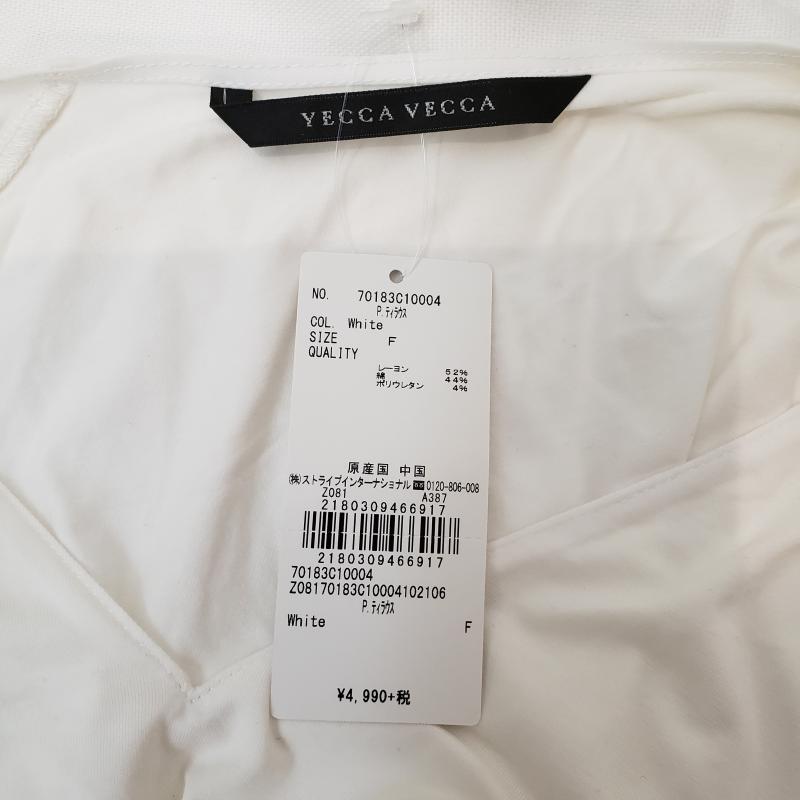 YECCA VECCA
NO. 70183C10004
P.ティラウス
COL. White
SIZE F
QUALITY
レーヨン 52%
綿 44%
ポリウレタン 4%
原産国 中国
(株)ストライプインターナショナル 0120-806-008
Z081 A387
2180309466917
2180309466917
70183C10004
Z08170183C10004102106
P.ティラウス
White F
¥4,990+税